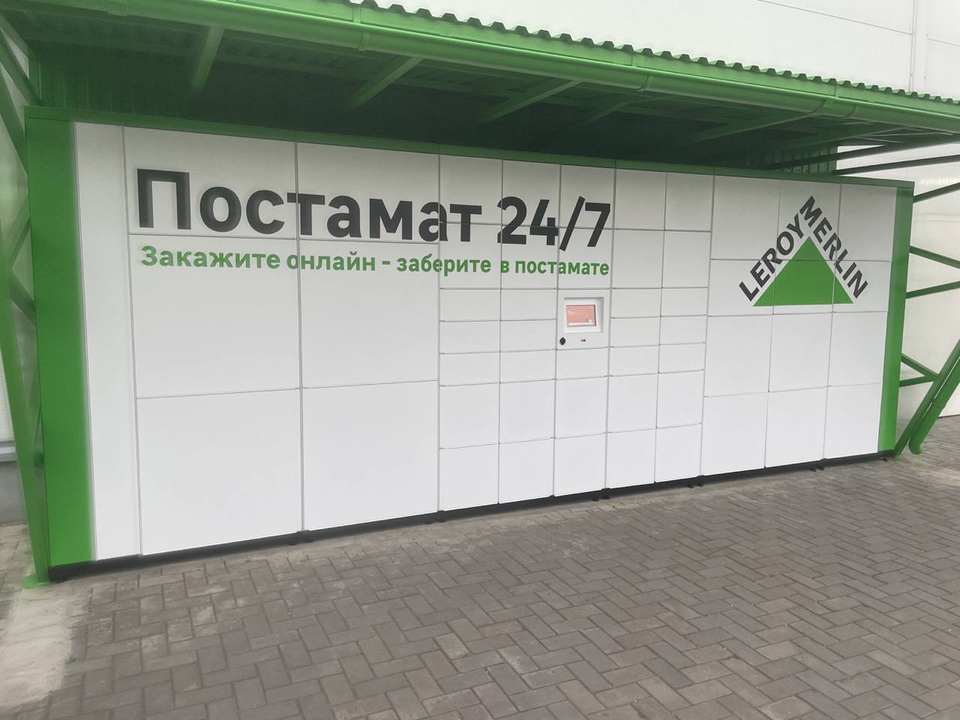 Постамат 24/7
Закажите онлайн - заберите в постамате
LEROY MERLIN